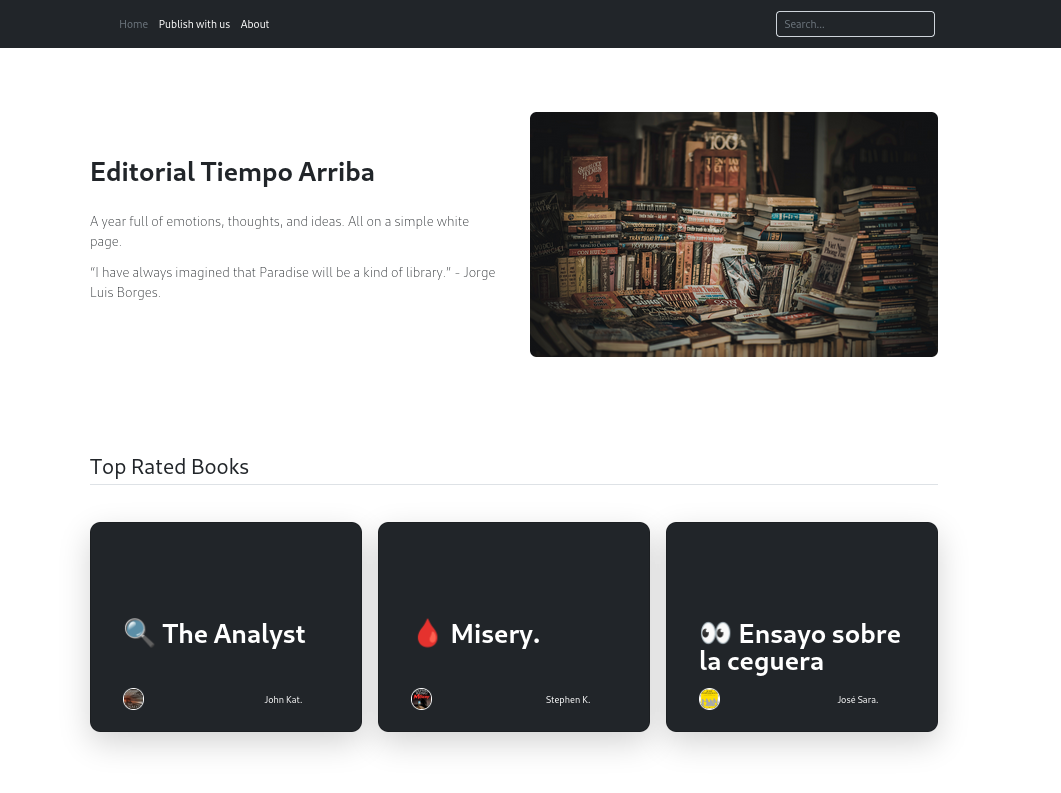 Home Publish with us About Search...
Editorial Tiempo Arriba
A year full of emotions, thoughts, and ideas. All on a simple white
page.
“I have always imagined that Paradise will be a kind of library.” - Jorge
Luis Borges.
Top Rated Books
🔍 The Analyst
John Kat.
🩸 Misery.
Stephen K.
👀 Ensayo sobre
la ceguera
José Sara.